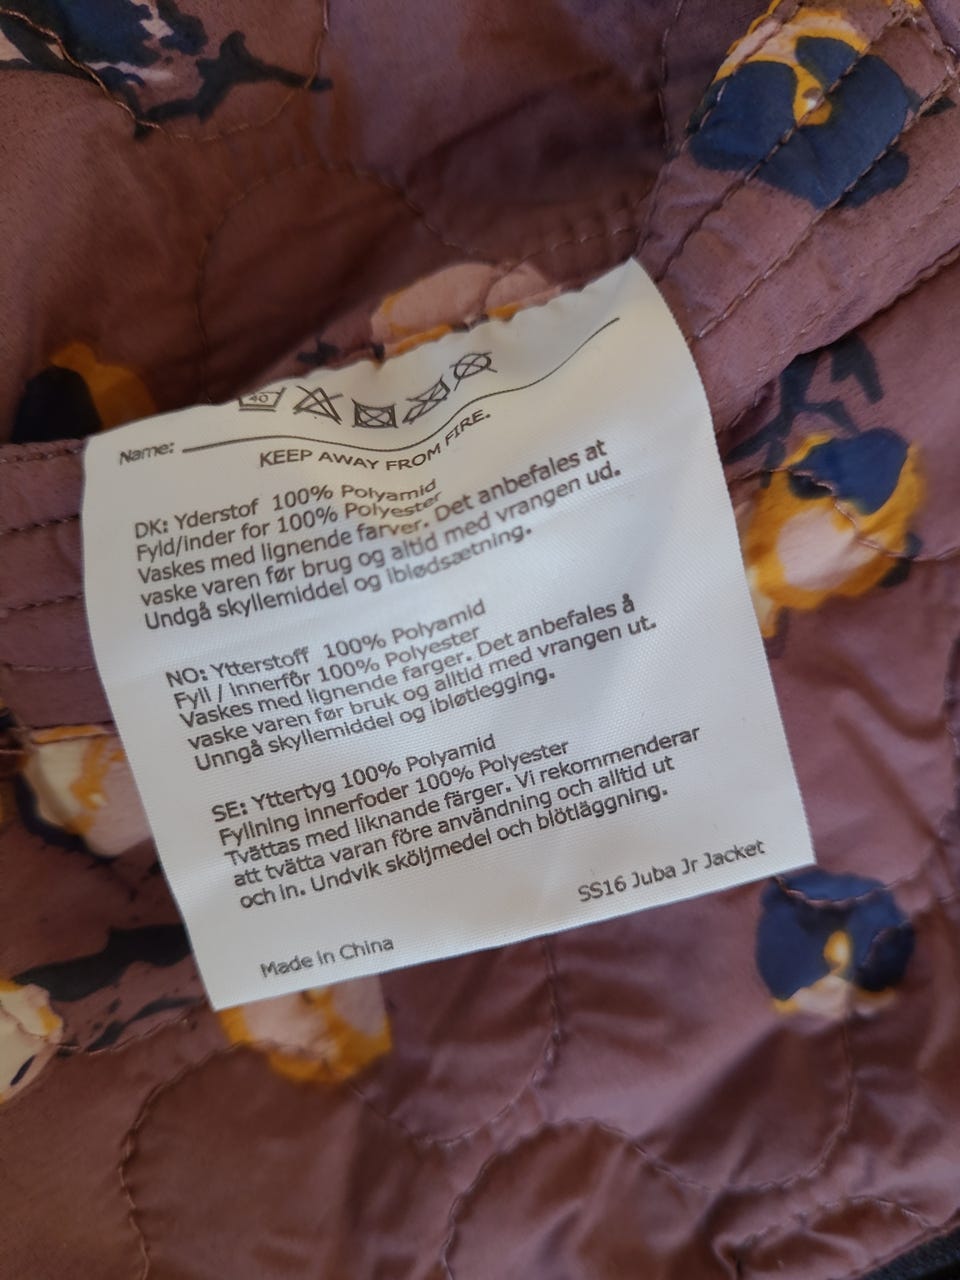 40
Name:
KEEP AWAY FROM FIRE.
DK: Yderstof 100% Polyamid
Fyld/inder for 100% Polyester
Vaskes med lignende farver. Det anbefales at
vaske varen før brug og altid med vrangen ud.
Undgå skyllemiddel og iblødsætning.
NO: Ytterstoff 100% Polyamid
Fyll / innerfôr 100% Polyester
Vaskes med lignende farger. Det anbefales å
vaske varen før bruk og alltid med vrangen ut.
Unngå skyllemiddel og ibløtlegging.
SE: Yttertyg 100% Polyamid
Fyllning innerfoder 100% Polyester
Tvättas med liknande färger. Vi rekommenderar
att tvätta varan före användning och alltid ut
och in. Undvik sköljmedel och blötläggning.
SS16 Juba Jr Jacket
Made in China